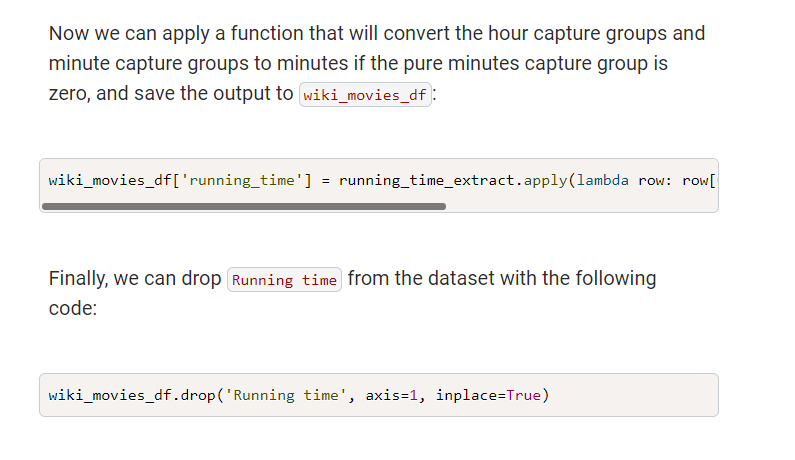 Now we can apply a function that will convert the hour capture groups and
minute capture groups to minutes if the pure minutes capture group is
zero, and save the output to wiki_movies_df:
wiki_movies_df['running_time'] = running_time_extract.apply(lambda row: row[
Finally, we can drop Running time from the dataset with the following
code:
wiki_movies_df.drop('Running time', axis=1, inplace=True)